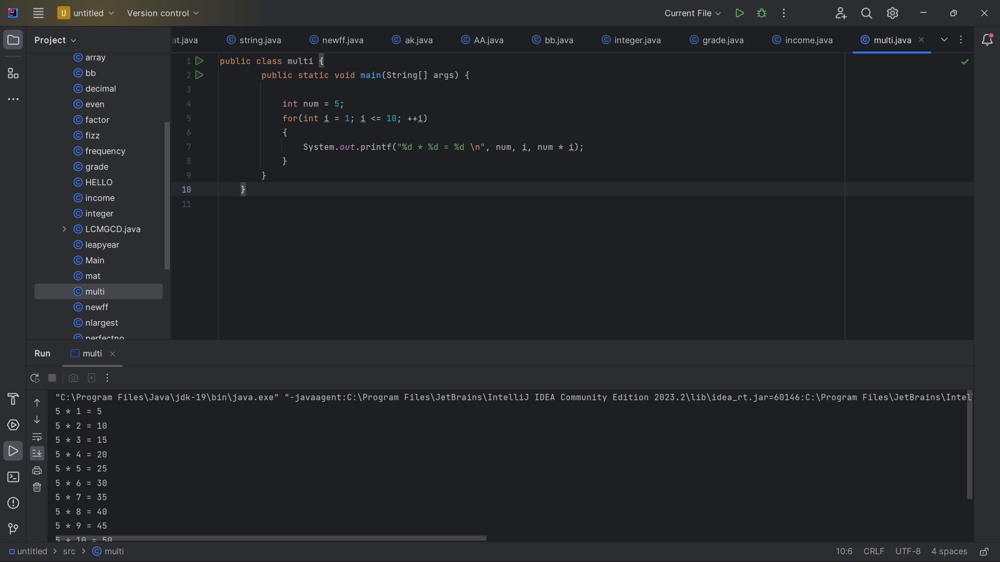 U untitled Version control Current File
Project
at.java string.java newff.java ak.java AA.java bb.java integer.java grade.java income.java multi.java
array
bb
decimal
even
factor
fizz
frequency
grade
HELLO
income
integer
LCMGCD.java
leapyear
Main
mat
multi
newff
nlargest
perfectno
1 public class multi {
2 public static void main(String[] args) {
3
4 int num = 5;
5 for(int i = 1; i <= 10; ++i)
6 {
7 System.out.printf("%d * %d = %d \n", num, i, num * i);
8 }
9 }
10 }
11
Run multi
"C:\Program Files\Java\jdk-19\bin\java.exe" "-javaagent:C:\Program Files\JetBrains\IntelliJ IDEA Community Edition 2023.2\lib\idea_rt.jar=60146:C:\Program Files\JetBrains\Intel
5 * 1 = 5
5 * 2 = 10
5 * 3 = 15
5 * 4 = 20
5 * 5 = 25
5 * 6 = 30
5 * 7 = 35
5 * 8 = 40
5 * 9 = 45
5 * 10 = 50
untitled > src > multi 10:6 CRLF UTF-8 4 spaces